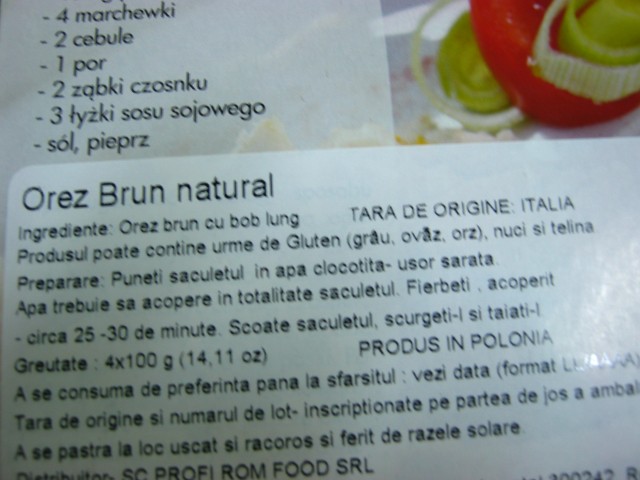 - 4 marchewki
- 2 cebule
- 1 por
- 2 ząbki czosnku
- 3 łyżki sosu sojowego
- sól, pieprz
Orez Brun natural
Ingrediente: Orez brun cu bob lung TARA DE ORIGINE: ITALIA
Produsul poate contine urme de Gluten (grâu, ovăz, orz), nuci si telina
Preparare: Puneti saculetul in apa clocotita- usor sarata.
Apa trebuie sa acopere in totalitate saculetul. Fierbeti , acoperit
- circa 25 -30 de minute. Scoate saculetul, scurgeti-l si taiati-l
Greutate : 4x100 g (14,11 oz) PRODUS IN POLONIA
A se consuma de preferinta pana la sfarsitul : vezi data (format
Tara de origine si numarul de lot- inscriptionate pe partea de jos a
A se pastra la loc uscat si racoros si ferit de razele solare.
Distribuitor- SC PROFI ROM FOOD SRL